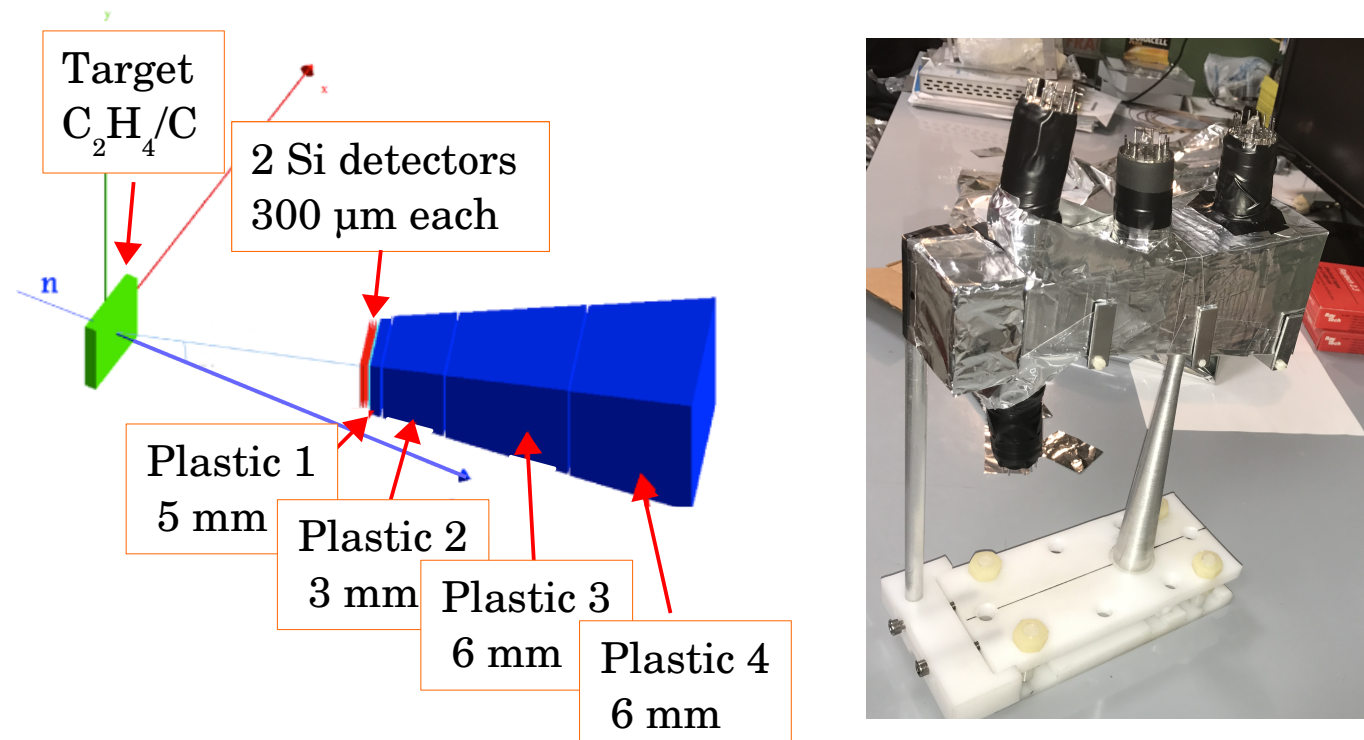 y
Target
C₂H₄/C
x
2 Si detectors
300 μm each
n
Plastic 1
5 mm
Plastic 2
3 mm
Plastic 3
6 mm
Plastic 4
6 mm